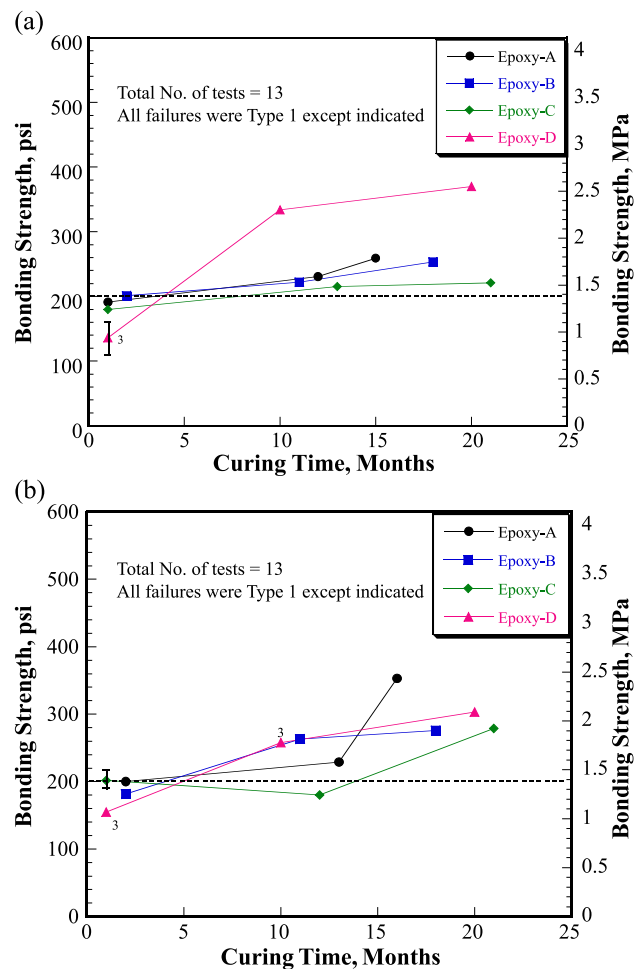 (a)
600
500
400
300
200
100
0
Bonding Strength, psi
Total No. of tests = 13
All failures were Type 1 except indicated
Epoxy-A
Epoxy-B
Epoxy-C
Epoxy-D
3
4
3.5
3
2.5
2
1.5
1
0.5
0
Bonding Strength, MPa
0
5
10
15
20
25
Curing Time, Months
(b)
600
500
400
300
200
100
0
Bonding Strength, psi
Total No. of tests = 13
All failures were Type 1 except indicated
Epoxy-A
Epoxy-B
Epoxy-C
Epoxy-D
3
3
4
3.5
3
2.5
2
1.5
1
0.5
0
Bonding Strength, MPa
0
5
10
15
20
25
Curing Time, Months